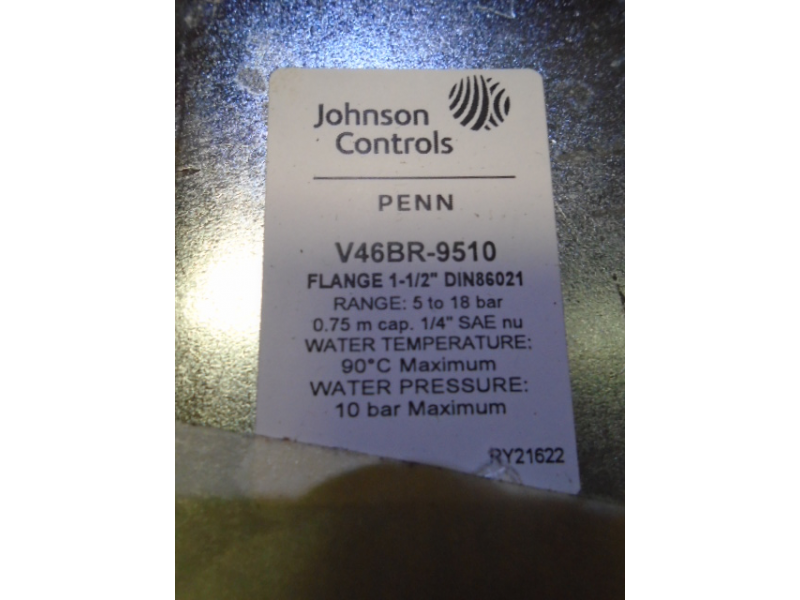 Johnson
Controls
PENN
V46BR-9510
FLANGE 1-1/2" DIN86021
RANGE: 5 to 18 bar
0.75 m cap. 1/4" SAE nu
WATER TEMPERATURE:
90°C Maximum
WATER PRESSURE:
10 bar Maximum
RY21622